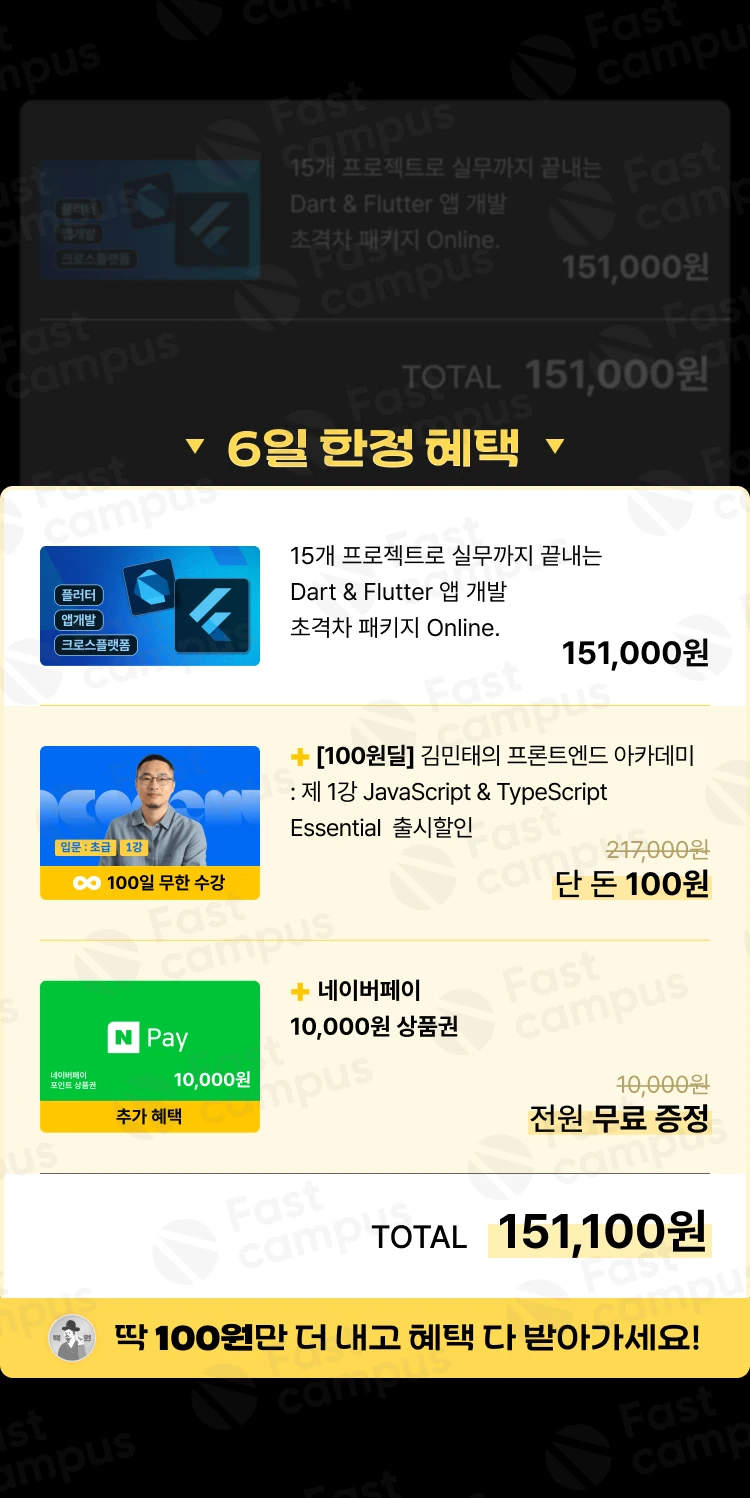 15개 프로젝트로 실무까지 끝내는
Dart & Flutter 앱 개발
초격차 패키지 Online.
플러터
앱개발
크로스플랫폼
151,000원
TOTAL 151,000원
6일 한정 혜택
15개 프로젝트로 실무까지 끝내는
Dart & Flutter 앱 개발
초격차 패키지 Online.
플러터
앱개발
크로스플랫폼
151,000원
[100원딜] 김민태의 프론트엔드 아카데미
: 제 1강 JavaScript & TypeScript
Essential 출시할인
입문 : 초급 1강
100일 무한 수강
217,000원
단 돈 100원
네이버페이
10,000원 상품권
N Pay
네이버페이
포인트 상품권
10,000원
추가 혜택
10,000원
전원 무료 증정
TOTAL 151,100원
백 원
딱 100원만 더 내고 혜택 다 받아가세요!
Fast campus